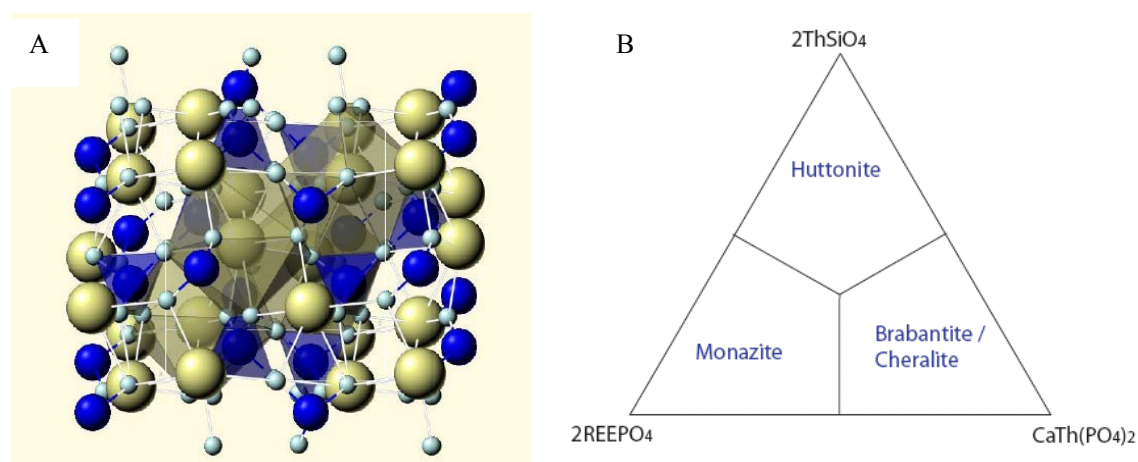 A
B
2ThSiO4
Huttonite
Monazite
Brabantite /
Cheralite
2REEPO4
CaTh(PO4)2